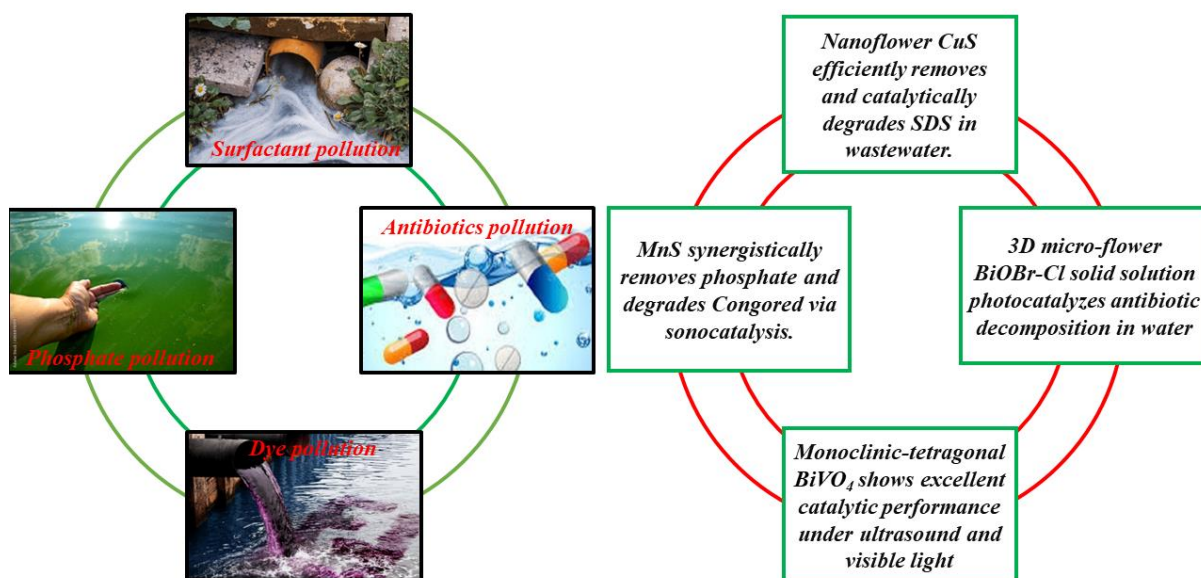 Surfactant pollution
Phosphate pollution
Antibiotics pollution
Dye pollution
Nanoflower CuS
efficiently removes
and catalytically
degrades SDS in
wastewater.
MnS synergistically
removes phosphate and
degrades Congored via
sonocatalysis.
3D micro-flower
BiOBr-Cl solid solution
photocatalyzes antibiotic
decomposition in water
Monoclinic-tetragonal
BiVO₄ shows excellent
catalytic performance
under ultrasound and
visible light